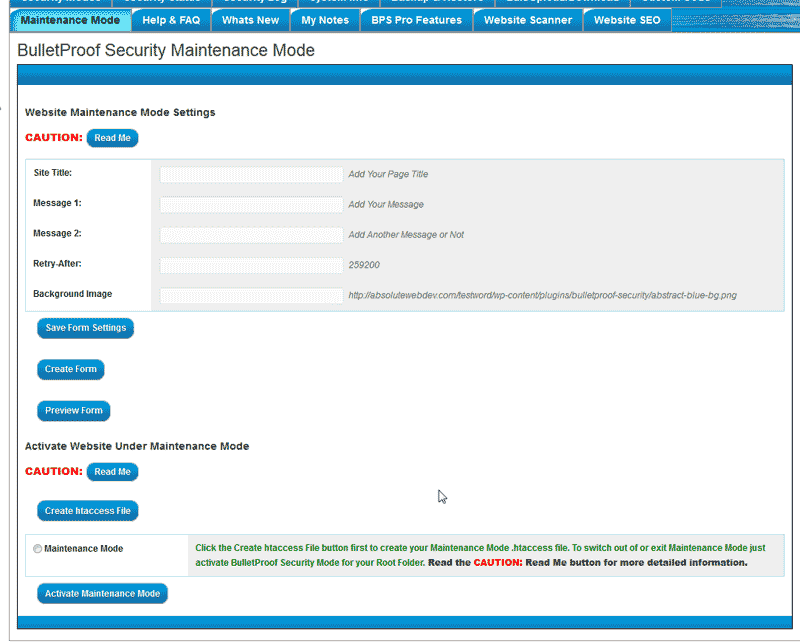 Maintenance Mode Help & FAQ Whats New My Notes BPS Pro Features Website Scanner Website SEO
BulletProof Security Maintenance Mode
Website Maintenance Mode Settings
CAUTION: Read Me
Site Title: Add Your Page Title
Message 1: Add Your Message
Message 2: Add Another Message or Not
Retry-After: 259200
Background Image http://absolutewebdev.com/testword/wp-content/plugins/bulletproof-security/abstract-blue-bg.png
Save Form Settings
Create Form
Preview Form
Activate Website Under Maintenance Mode
CAUTION: Read Me
Create htaccess File
Maintenance Mode Click the Create htaccess File button first to create your Maintenance Mode .htaccess file. To switch out of or exit Maintenance Mode just
activate BulletProof Security Mode for your Root Folder. Read the CAUTION: Read Me button for more detailed information.
Activate Maintenance Mode